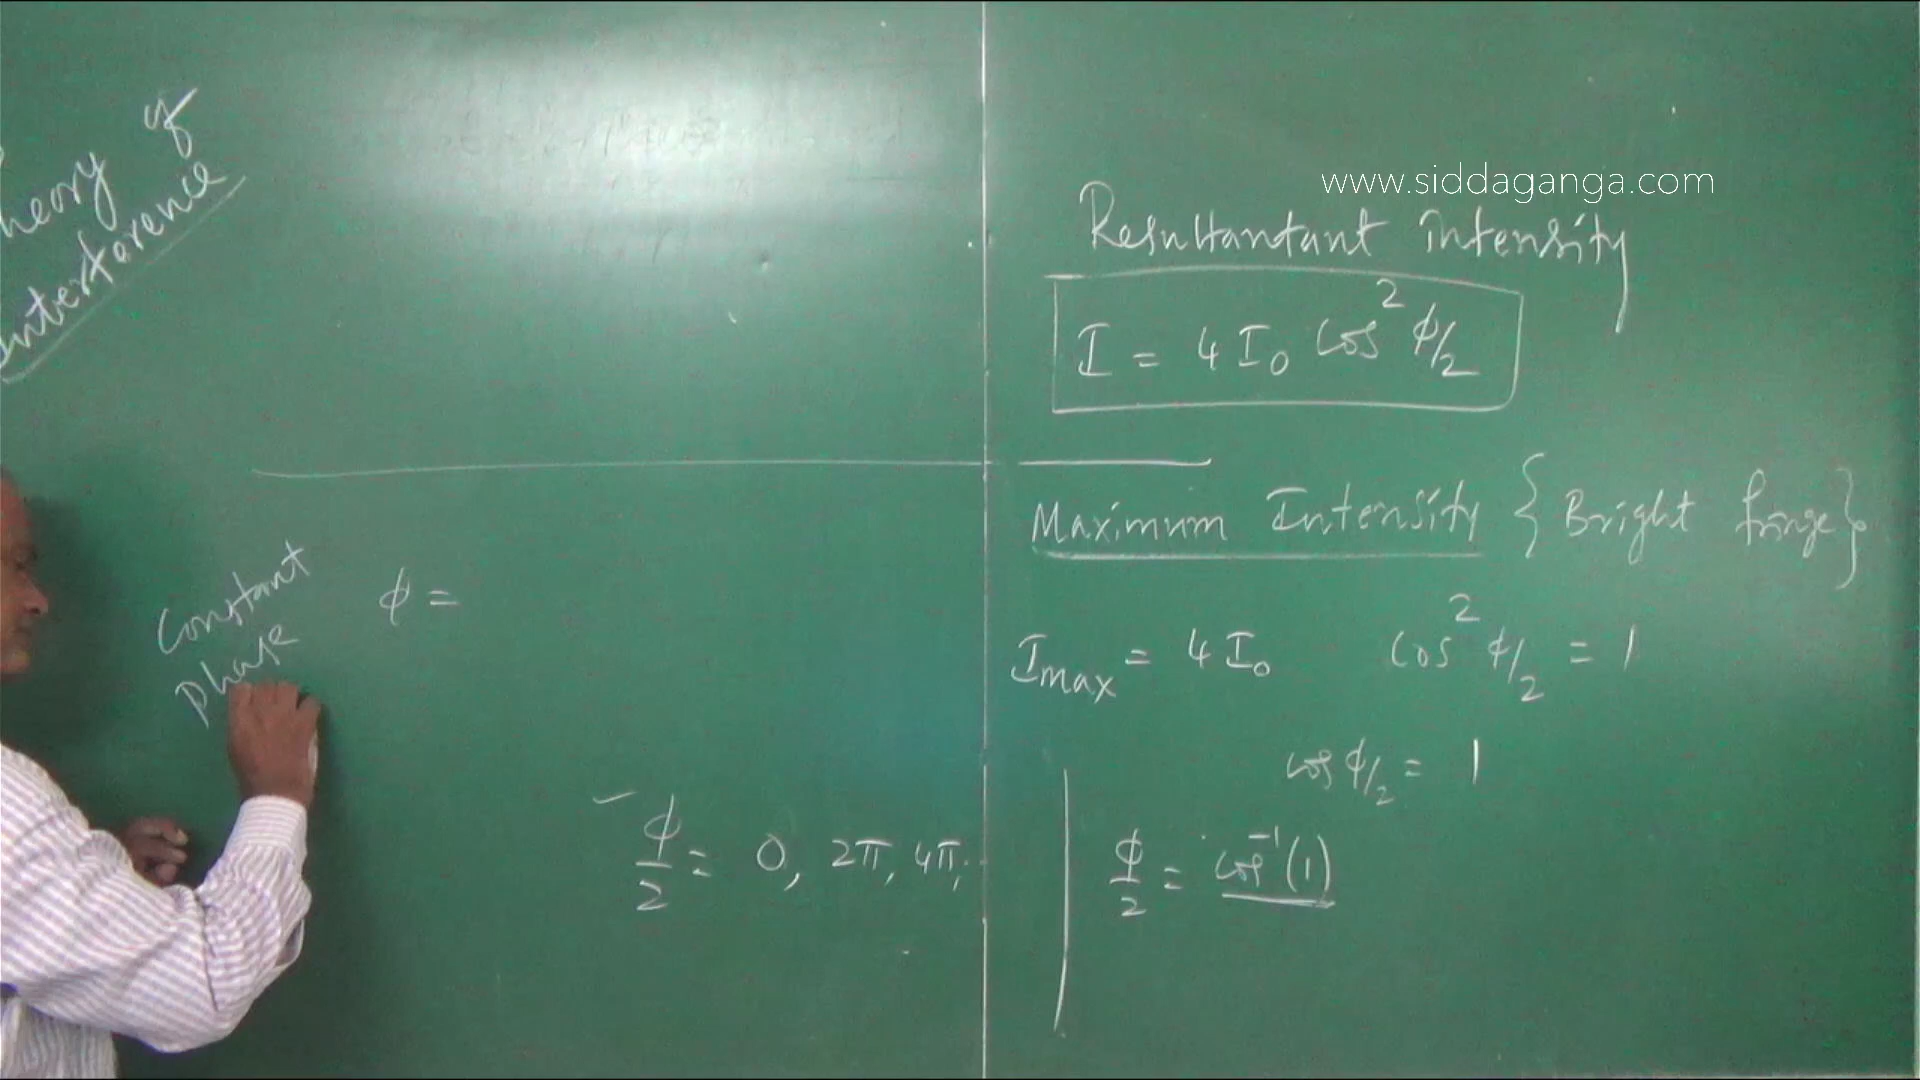 heory of
interference
Constant
phase
ϕ =
ϕ/2 = 0, 2π, 4π,
www.siddaganga.com
Resultantant intensity
I = 4 I₀ cos² ϕ/2
Maximum Intensity { Bright fringe }
Imax = 4 I₀ cos² ϕ/2 = 1
cos ϕ/2 = 1
ϕ/2 = cos⁻¹(1)